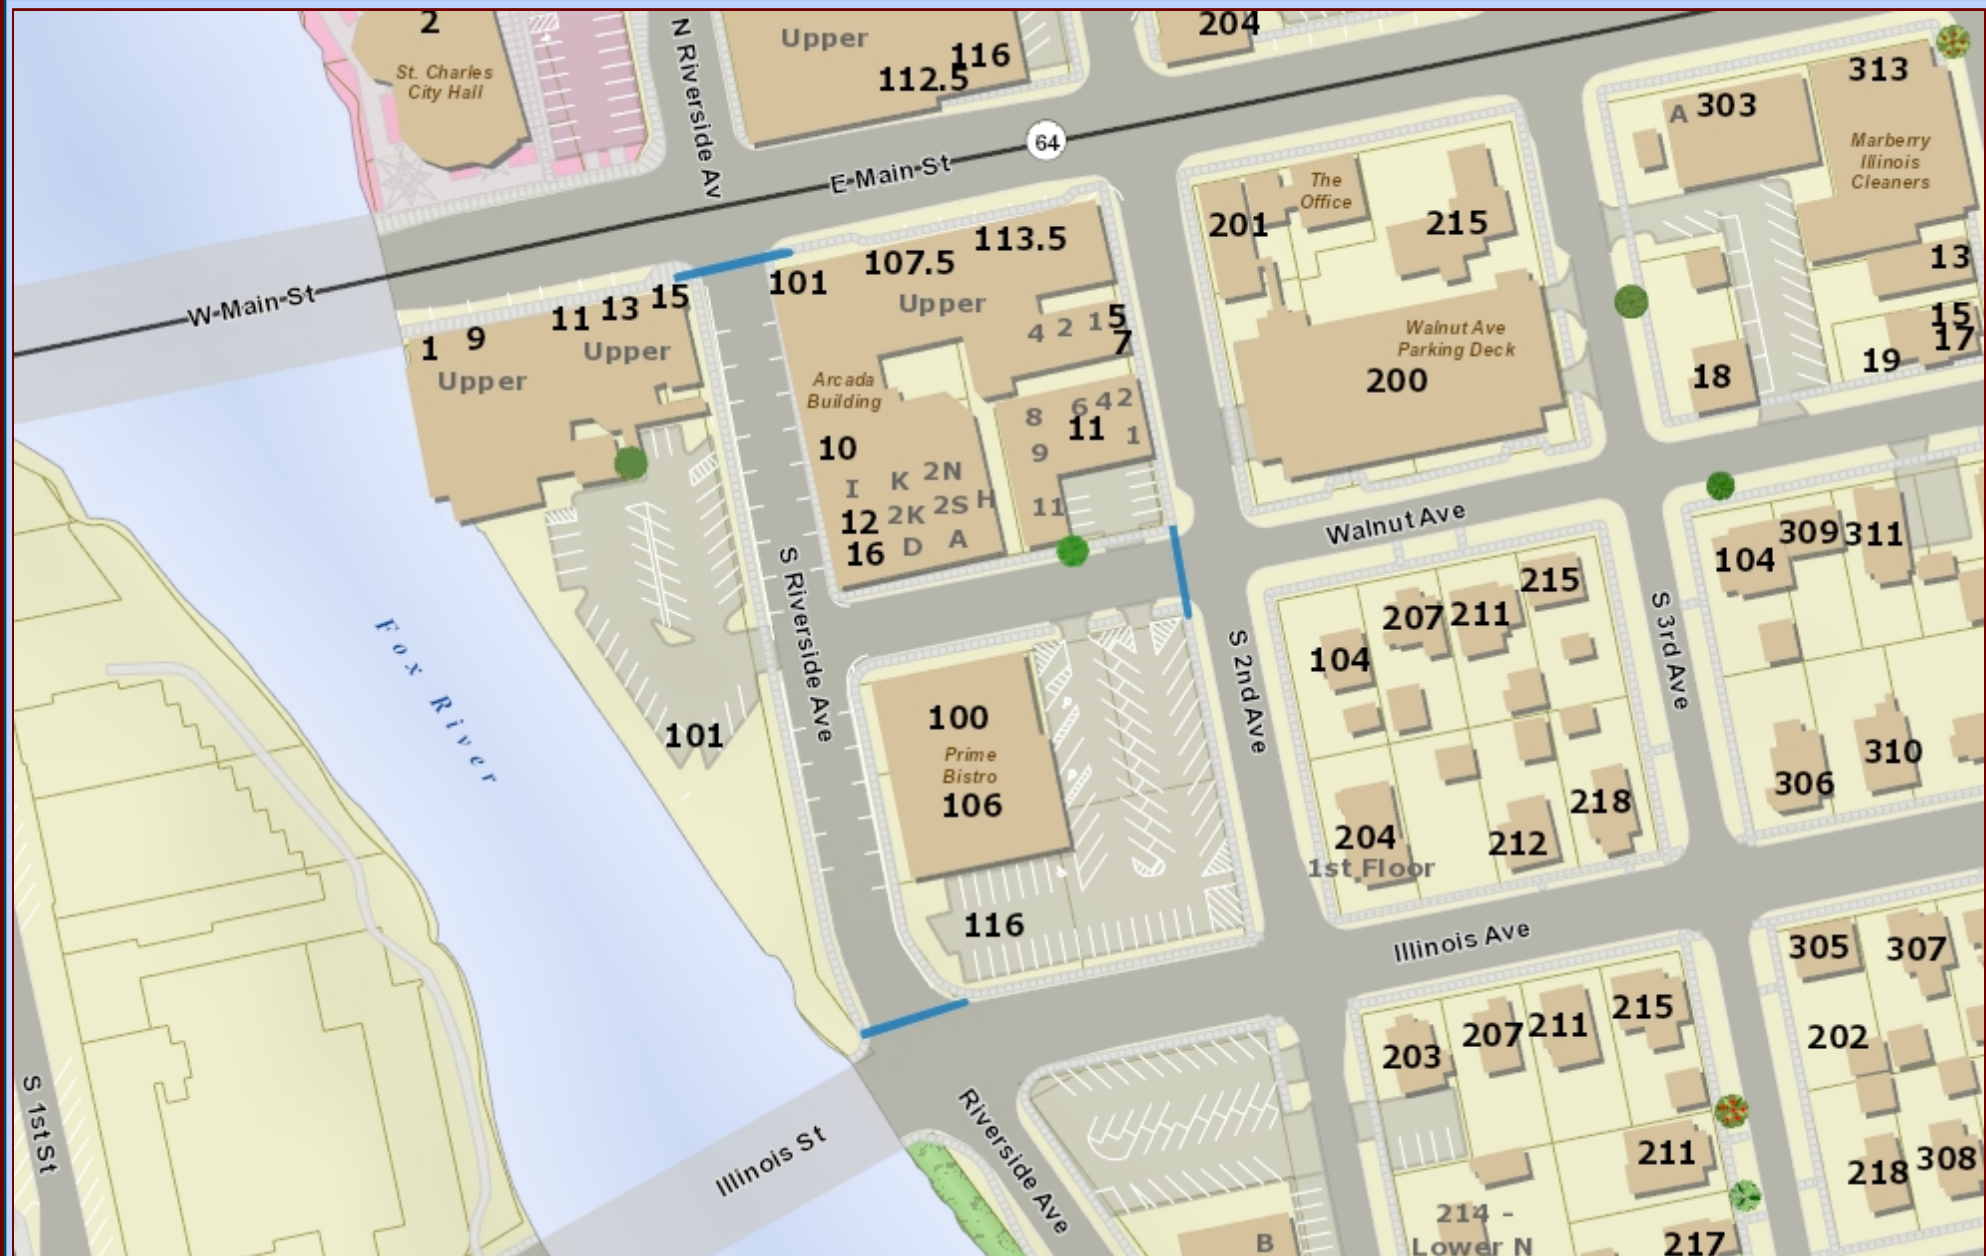 2
St. Charles
City Hall
N Riverside Av
Upper
116
112.5
204
64
E Main St
W Main St
A
303
313
Marberry
Illinois
Cleaners
201
The
Office
215
1
9
11
13
15
Upper
Upper
101
107.5
113.5
Upper
4
2
1
5
7
Arcada
Building
Walnut Ave
Parking Deck
200
18
19
13
15
17
10
I
K
2N
12
2K
2S
H
16
D
A
8
6
4
2
11
9
1
11
Walnut Ave
104
309
311
215
207
211
104
S Riverside Ave
S 2nd Ave
S 3rd Ave
Fox River
101
100
Prime
Bistro
106
116
204
1st Floor
212
218
306
310
Illinois Ave
305
307
202
203
207
211
215
S 1st St
Illinois St
Riverside Ave
211
218
308
214 -
Lower N
217
B